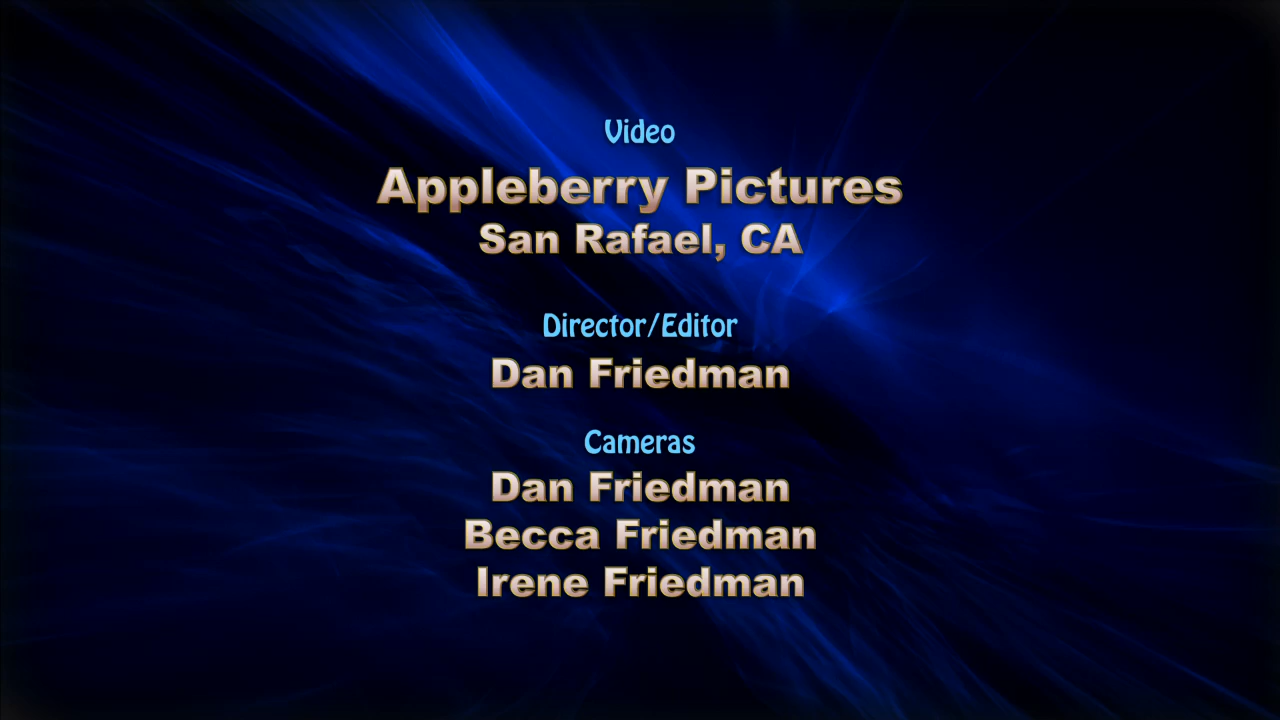 Video
Appleberry Pictures
San Rafael, CA
Director/Editor
Dan Friedman
Cameras
Dan Friedman
Becca Friedman
Irene Friedman